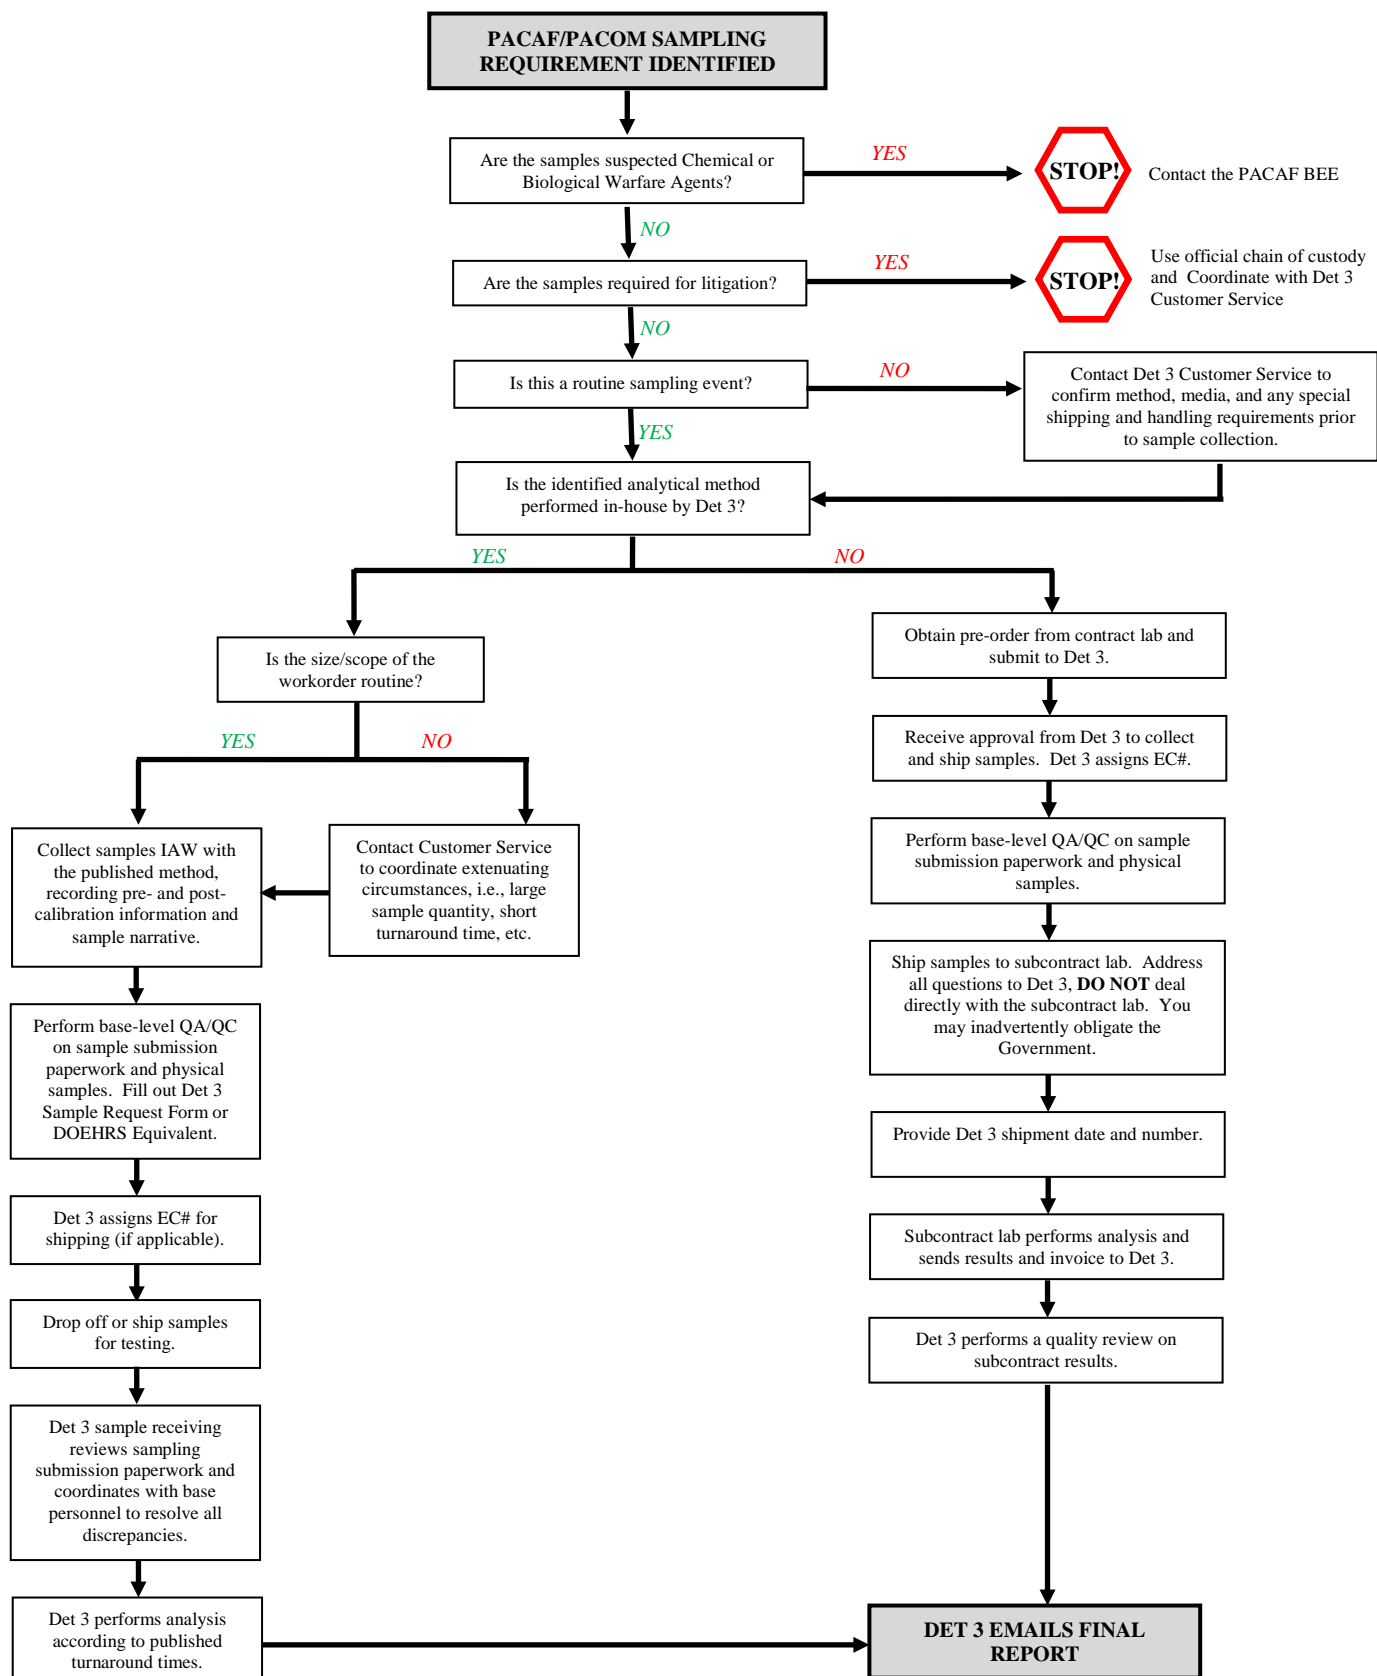 PACAF/PACOM SAMPLING
REQUIREMENT IDENTIFIED
Are the samples suspected Chemical or
Biological Warfare Agents?
YES
STOP!
Contact the PACAF BEE
NO
Are the samples required for litigation?
YES
STOP!
Use official chain of custody
and  Coordinate with Det 3
Customer Service
NO
Is this a routine sampling event?
NO
Contact Det 3 Customer Service to
confirm method, media, and any special
shipping and handling requirements prior
to sample collection.
YES
Is the identified analytical method
performed in-house by Det 3?
YES
NO
Is the size/scope of the
workorder routine?
YES
NO
Collect samples IAW with
the published method,
recording pre- and post-
calibration information and
sample narrative.
Contact Customer Service
to coordinate extenuating
circumstances, i.e., large
sample quantity, short
turnaround time, etc.
Perform base-level QA/QC
on sample submission
paperwork and physical
samples.  Fill out Det 3
Sample Request Form or
DOEHRS Equivalent.
Det 3 assigns EC# for
shipping (if applicable).
Drop off or ship samples
for testing.
Det 3 sample receiving
reviews sampling
submission paperwork and
coordinates with base
personnel to resolve all
discrepancies.
Det 3 performs analysis
according to published
turnaround times.
Obtain pre-order from contract lab and
submit to Det 3.
Receive approval from Det 3 to collect
and ship samples.  Det 3 assigns EC#.
Perform base-level QA/QC on sample
submission paperwork and physical
samples.
Ship samples to subcontract lab.  Address
all questions to Det 3, DO NOT deal
directly with the subcontract lab.  You
may inadvertently obligate the
Government.
Provide Det 3 shipment date and number.
Subcontract lab performs analysis and
sends results and invoice to Det 3.
Det 3 performs a quality review on
subcontract results.
DET 3 EMAILS FINAL
REPORT